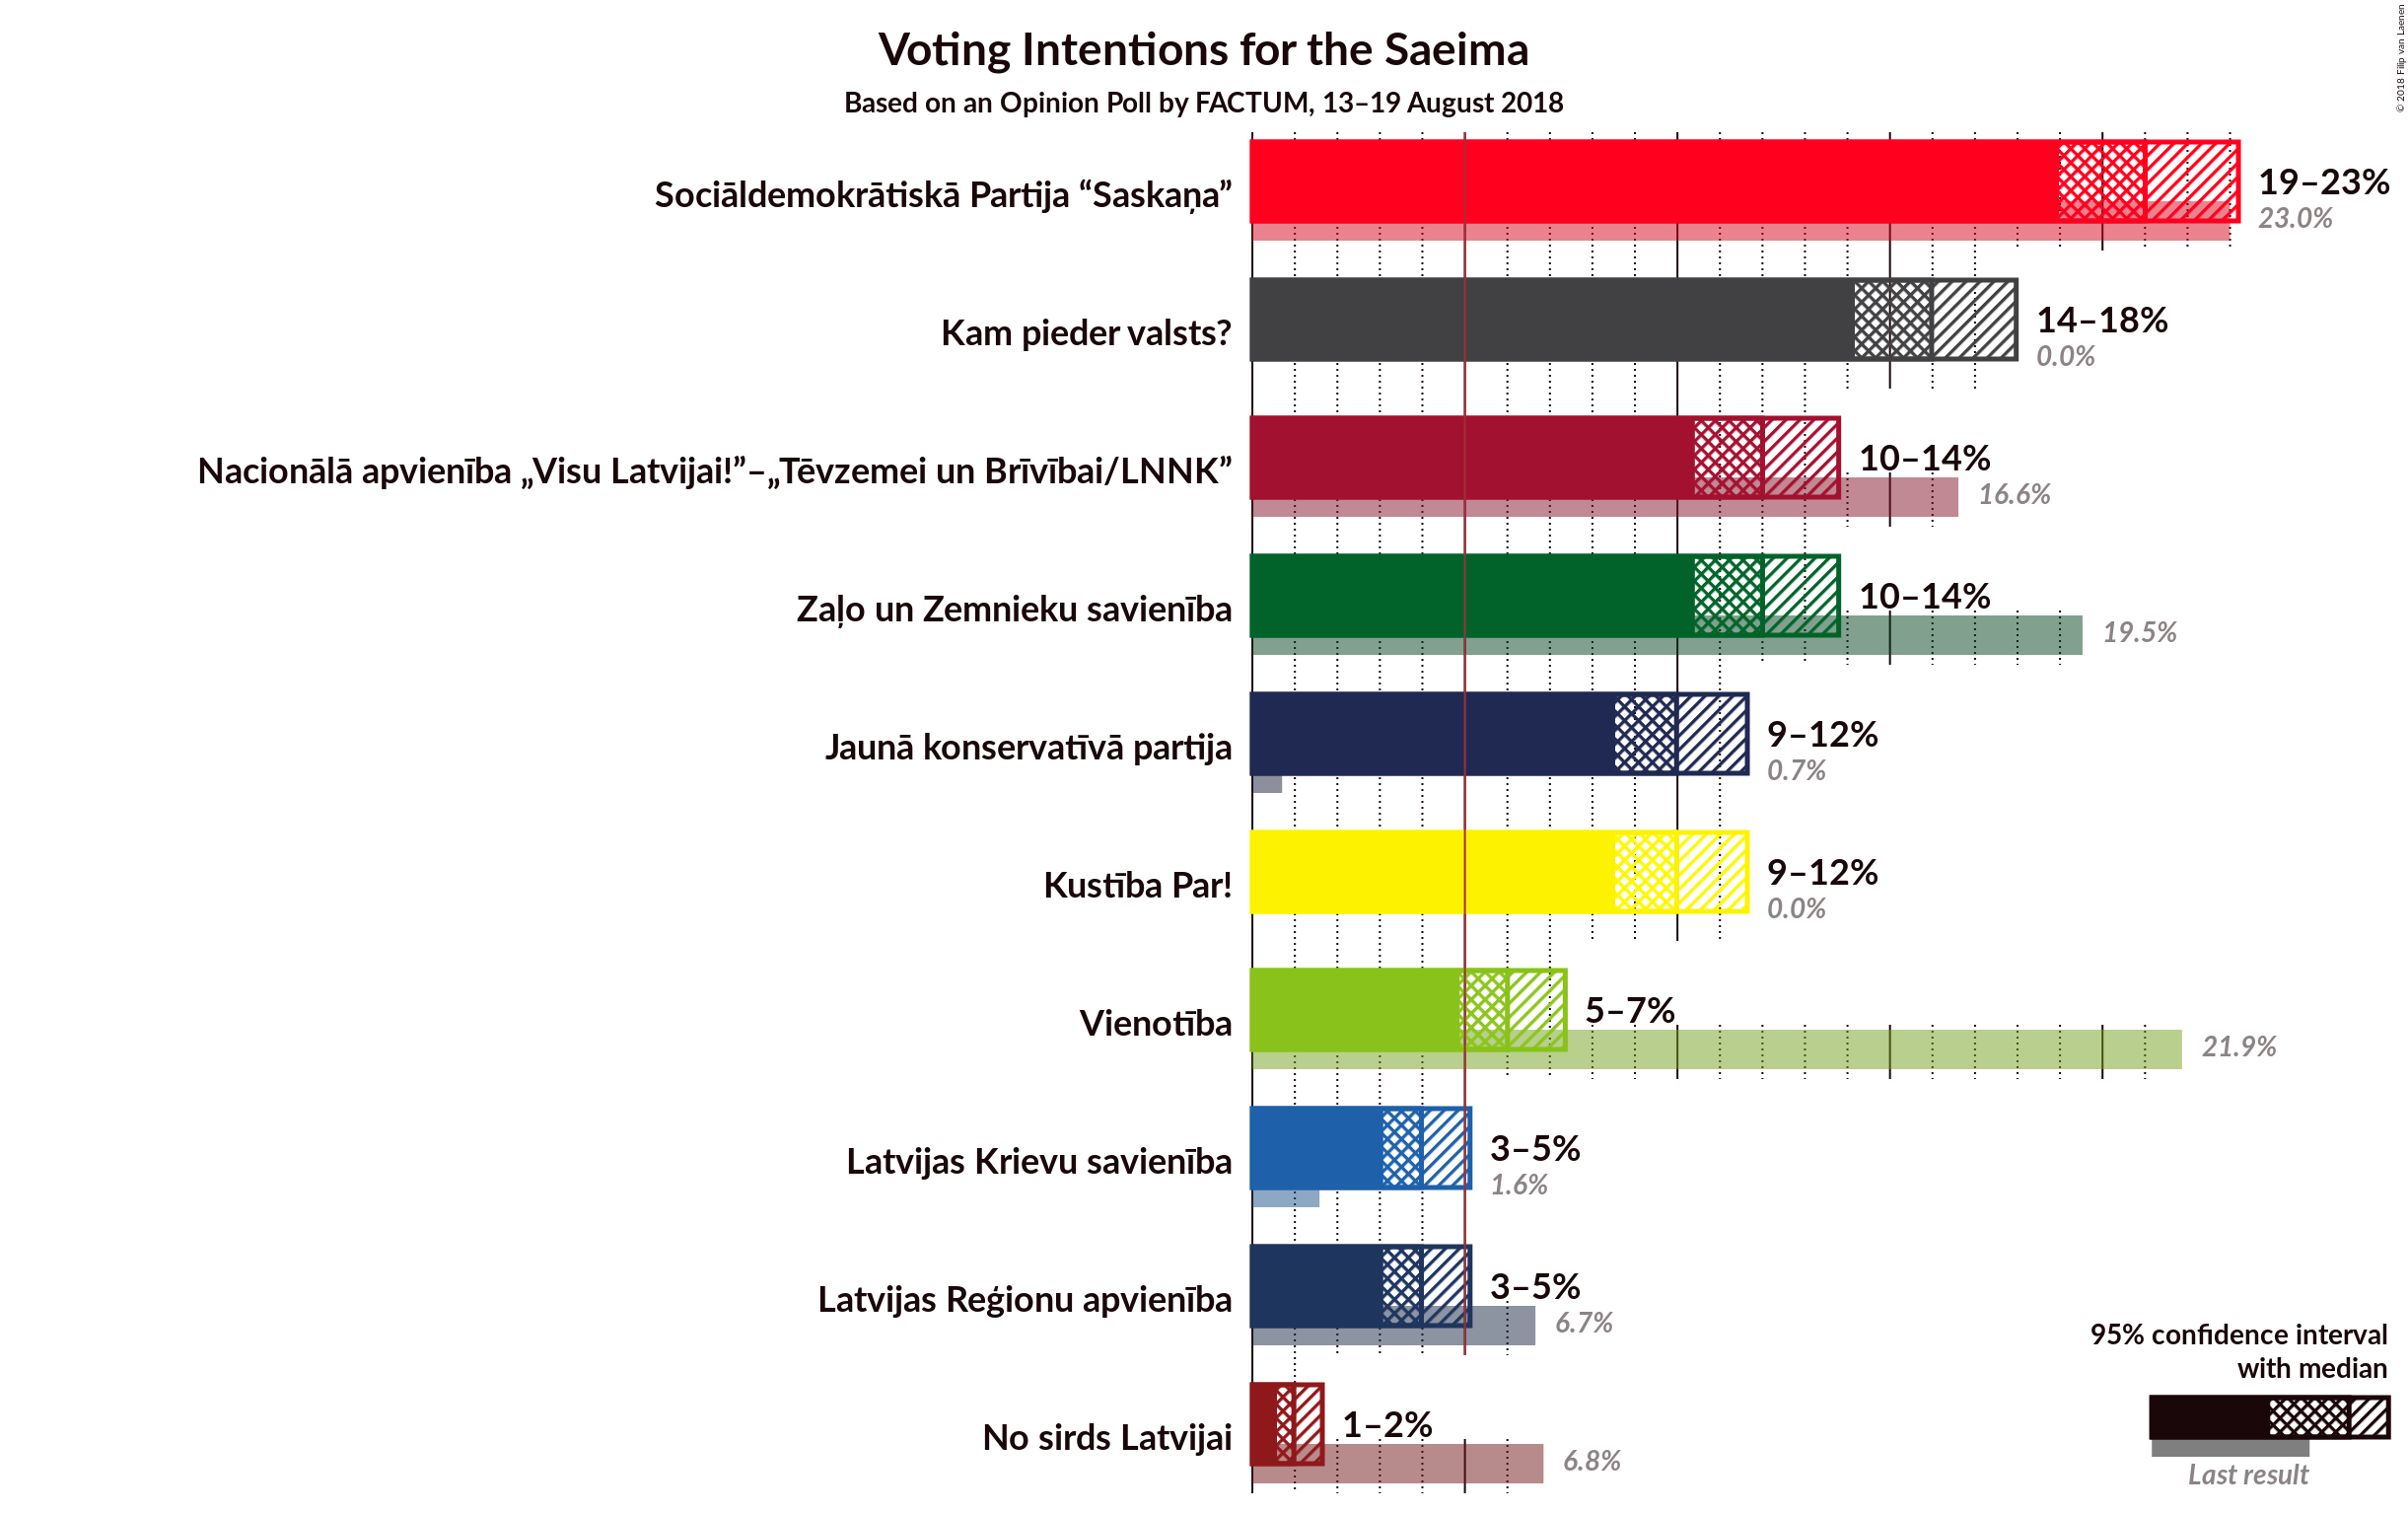 Voting Intentions for the Saeima
Based on an Opinion Poll by FACTUM, 13–19 August 2018
© 2018 Filip van Laenen
Sociāldemokrātiskā Partija “Saskaņa”
19–23%
23.0%
Kam pieder valsts?
14–18%
0.0%
Nacionālā apvienība „Visu Latvijai!”–„Tēvzemei un Brīvībai/LNNK”
10–14%
16.6%
Zaļo un Zemnieku savienība
10–14%
19.5%
Jaunā konservatīvā partija
9–12%
0.7%
Kustība Par!
9–12%
0.0%
Vienotība
5–7%
21.9%
Latvijas Krievu savienība
3–5%
1.6%
Latvijas Reģionu apvienība
3–5%
6.7%
No sirds Latvijai
1–2%
6.8%
95% confidence interval
with median
Last result